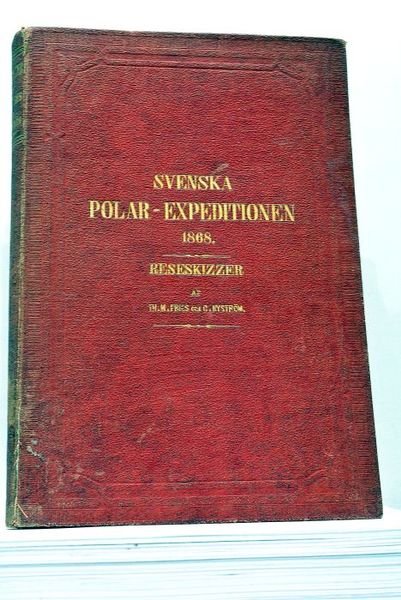 SVENSKA
POLAR-EXPEDITIONEN
1868.
RESESKIZZER
AF
TH. M. FRIES OCH C. NYSTRÖM.